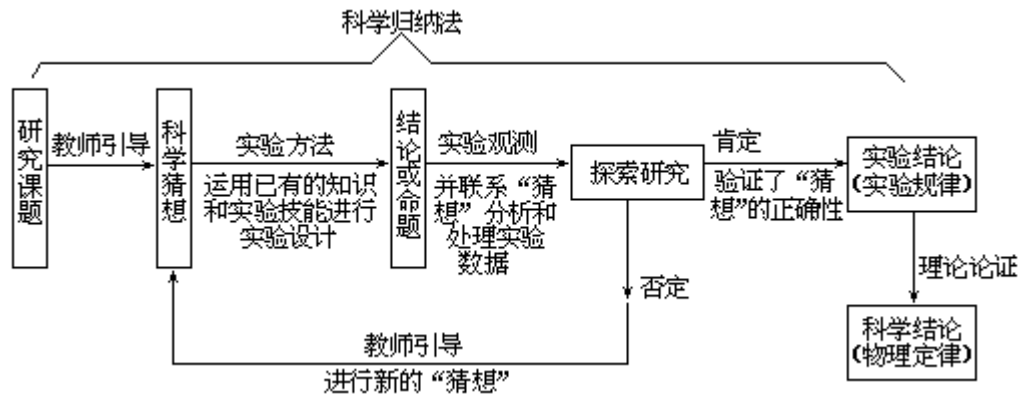 科学归纳法
研究课题
教师引导
科学猜想
实验方法
运用已有的知识
和实验技能进行
实验设计
结论或命题
实验观测
并联系“猜
想”分析和
处理实验
数据
探索研究
肯定
验证了“猜
想”的正确性
实验结论
(实验规律)
理论论证
科学结论
(物理定律)
否定
教师引导
进行新的“猜想”